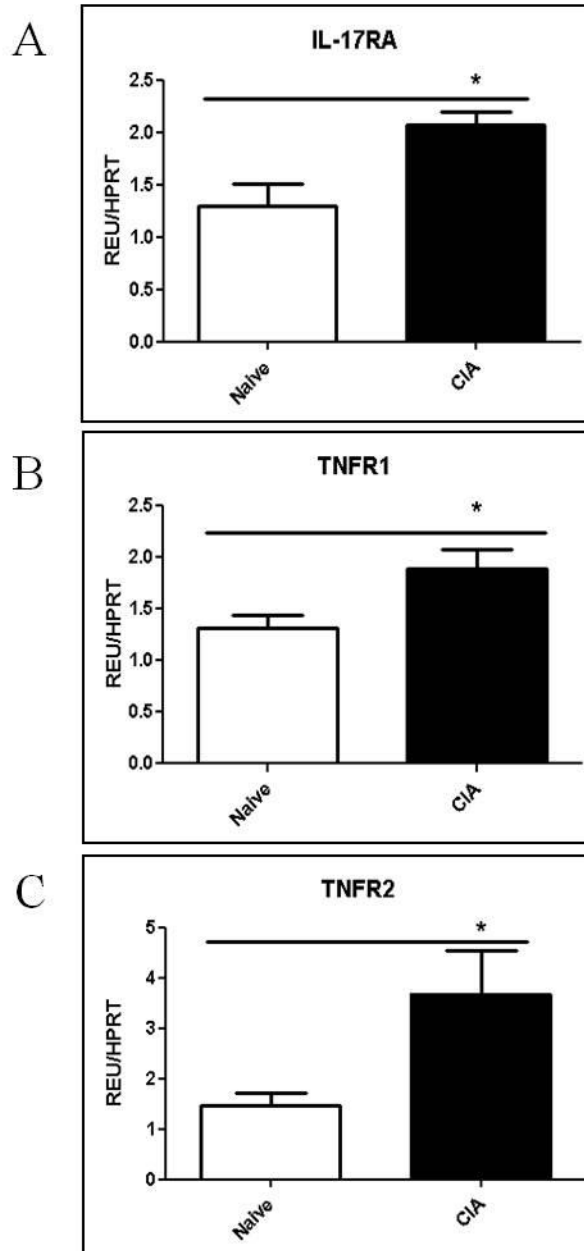 A
IL-17RA
*
2.5
2.0
1.5
1.0
0.5
0.0
REU/HPRT
Naive
CIA
B
TNFR1
*
2.5
2.0
1.5
1.0
0.5
0.0
REU/HPRT
Naive
CIA
C
TNFR2
*
5
4
3
2
1
0
REU/HPRT
Naive
CIA